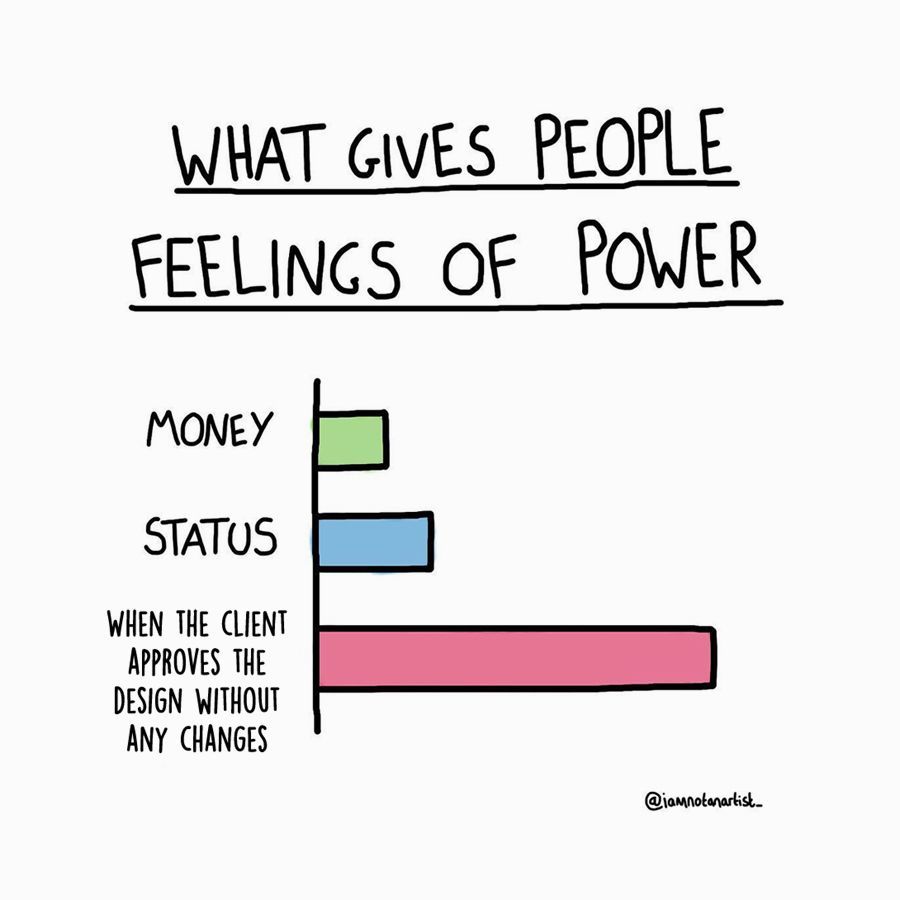 WHAT GIVES PEOPLE
FEELINGS OF POWER
MONEY
STATUS
WHEN THE CLIENT
APPROVES THE
DESIGN WITHOUT
ANY CHANGES
@iamnotanartist_